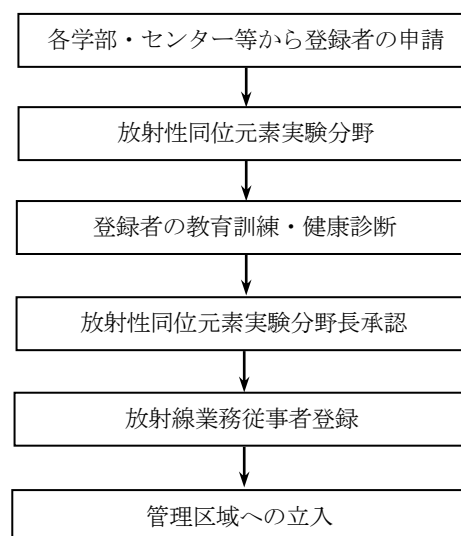 各学部・センター等から登録者の申請
放射性同位元素実験分野
登録者の教育訓練・健康診断
放射性同位元素実験分野長承認
放射線業務従事者登録
管理区域への立入